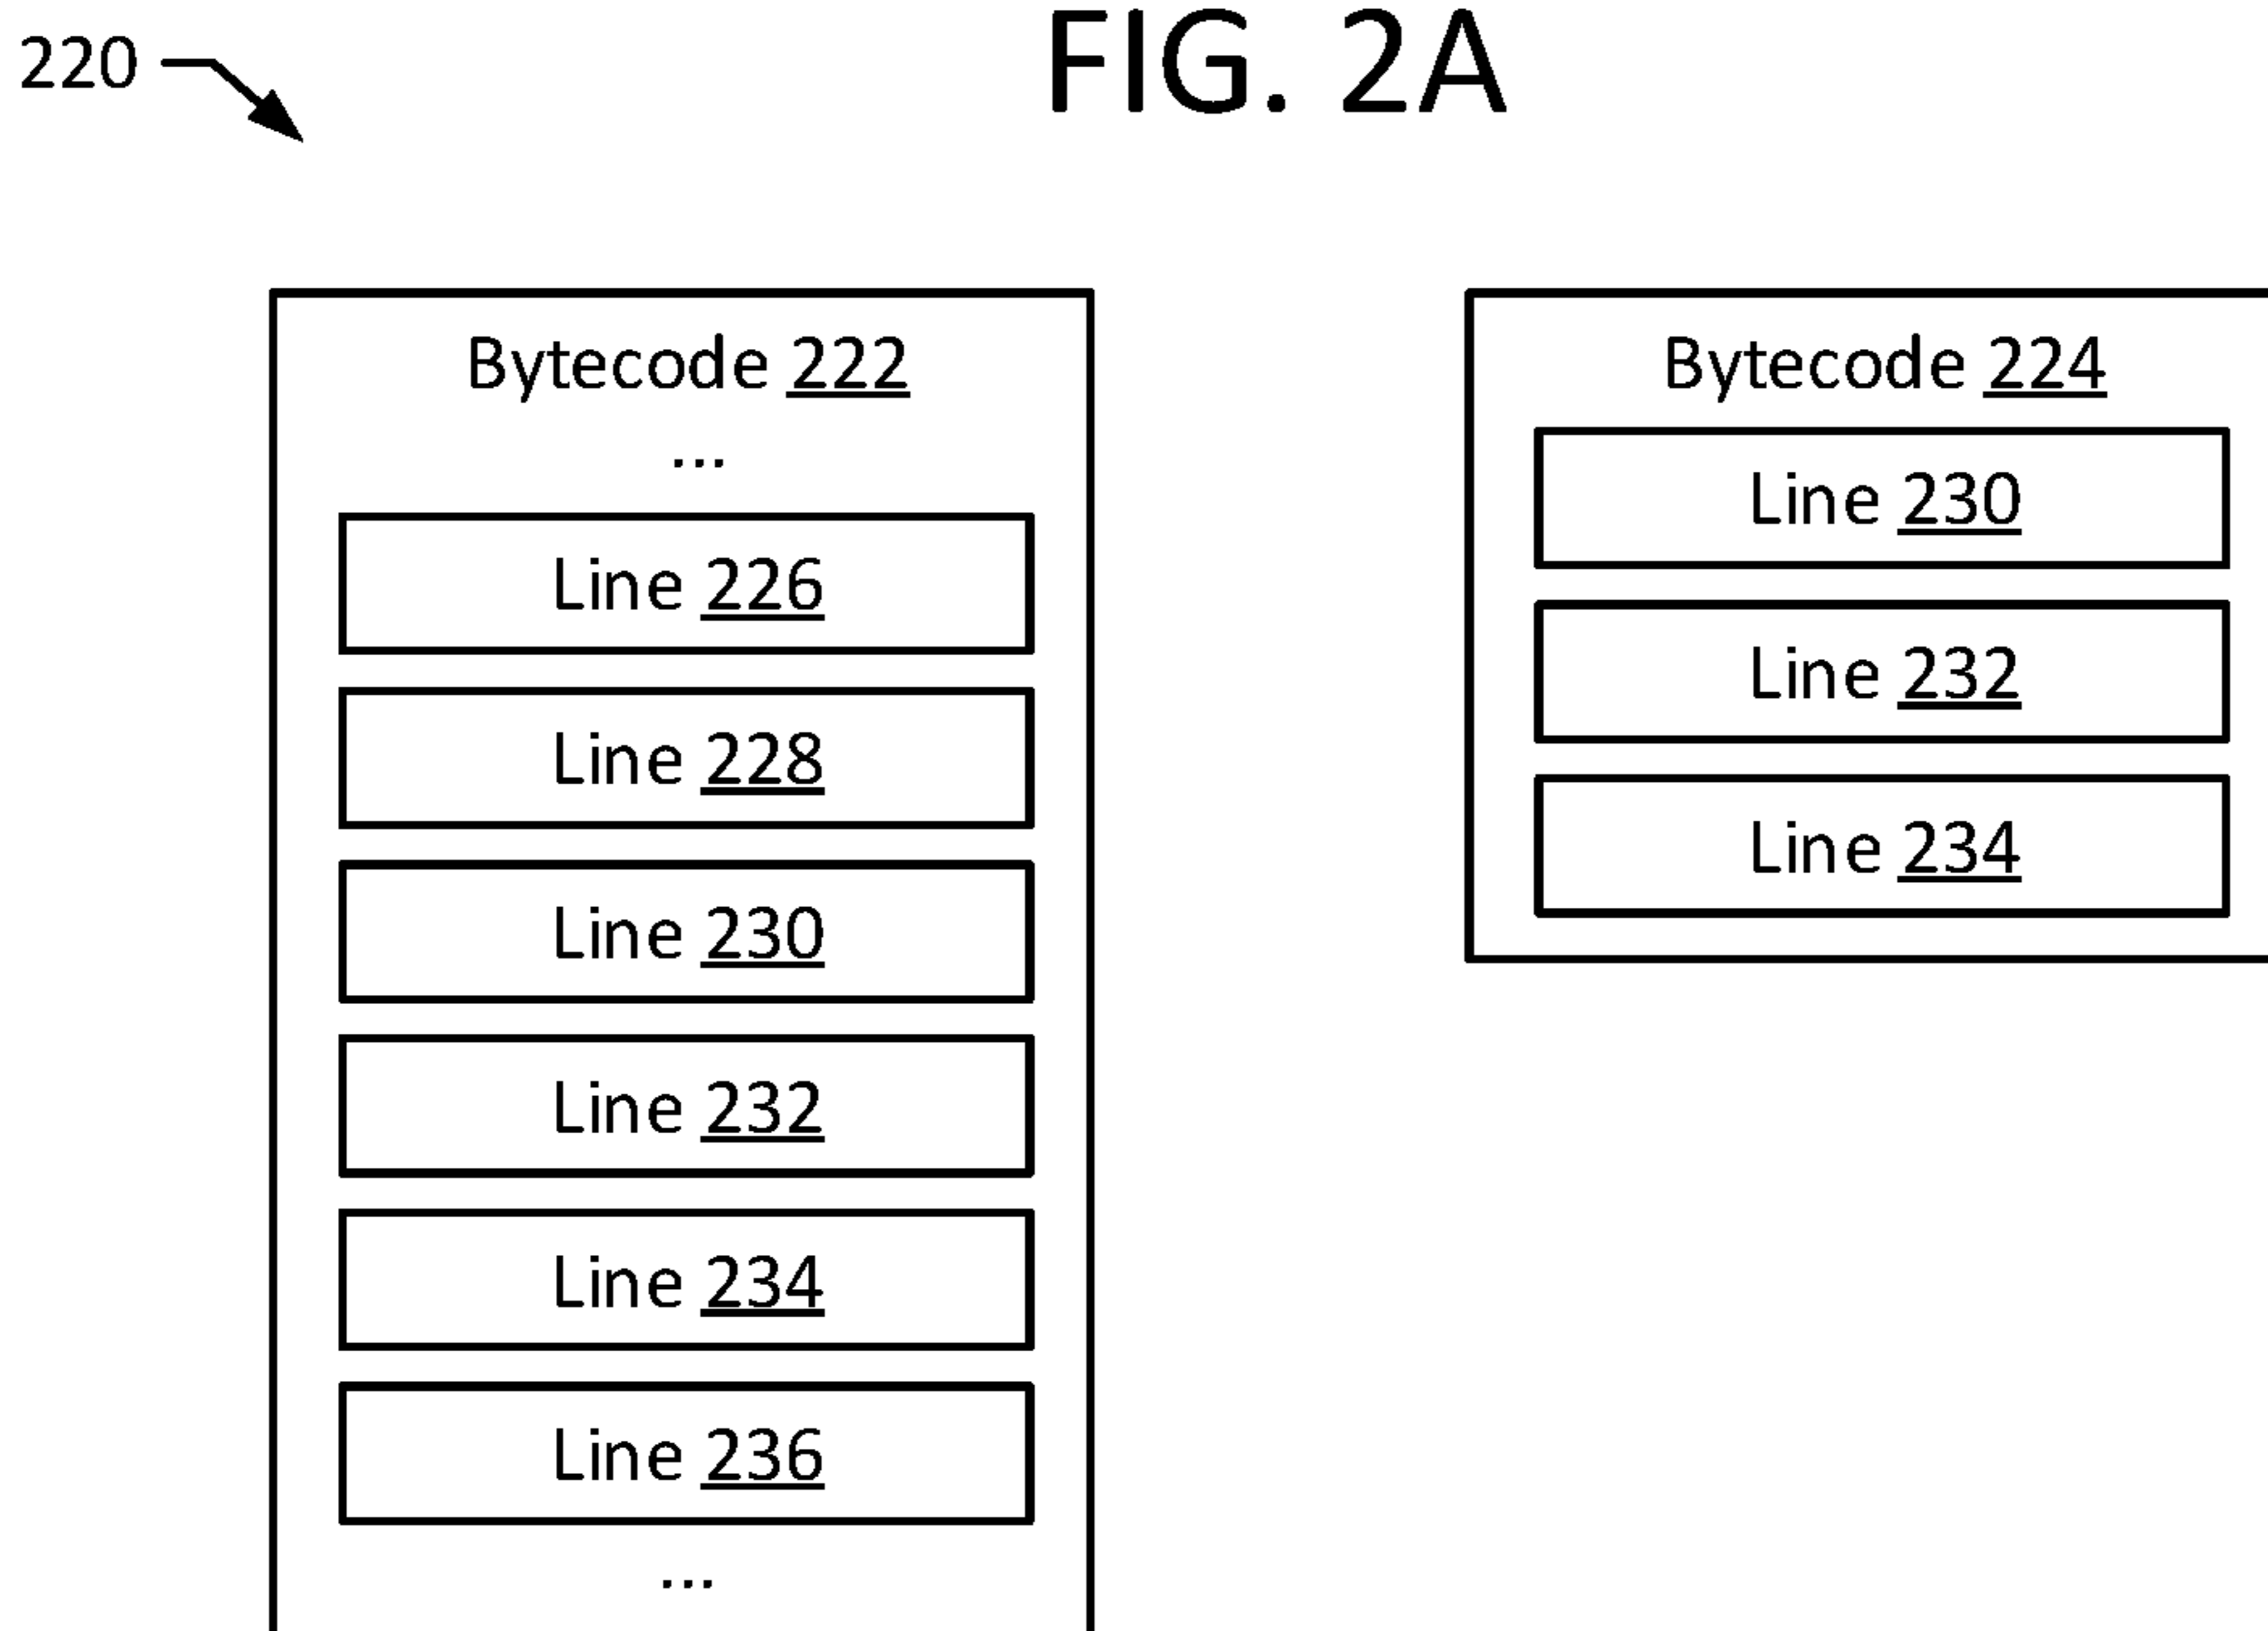 FIG. 2A
220
Bytecode 222
...
Line 226
Line 228
Line 230
Line 232
Line 234
Line 236
...
Bytecode 224
Line 230
Line 232
Line 234